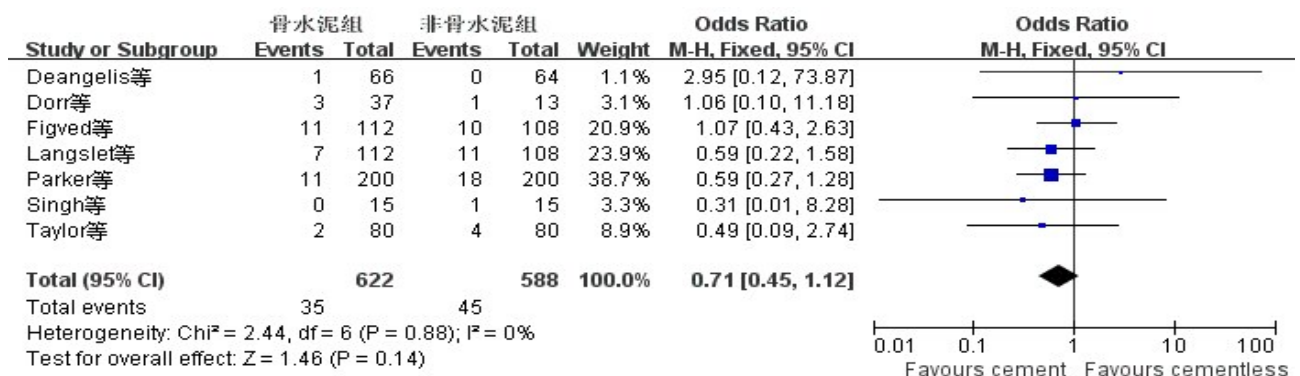 骨水泥组 非骨水泥组 Odds Ratio Odds Ratio
Study or Subgroup Events Total Events Total Weight M-H, Fixed, 95% CI M-H, Fixed, 95% CI
Deangelis等 1 66 0 64 1.1% 2.95 [0.12, 73.87]
Dorr等 3 37 1 13 3.1% 1.06 [0.10, 11.18]
Figved等 11 112 10 108 20.9% 1.07 [0.43, 2.63]
Langslet等 7 112 11 108 23.9% 0.59 [0.22, 1.58]
Parker等 11 200 18 200 38.7% 0.59 [0.27, 1.28]
Singh等 0 15 1 15 3.3% 0.31 [0.01, 8.28]
Taylor等 2 80 4 80 8.9% 0.49 [0.09, 2.74]
Total (95% CI) 622 588 100.0% 0.71 [0.45, 1.12]
Total events 35 45
Heterogeneity: Chi² = 2.44, df = 6 (P = 0.88); I² = 0%
Test for overall effect: Z = 1.46 (P = 0.14)
0.01 0.1 1 10 100
Favours cement Favours cementless